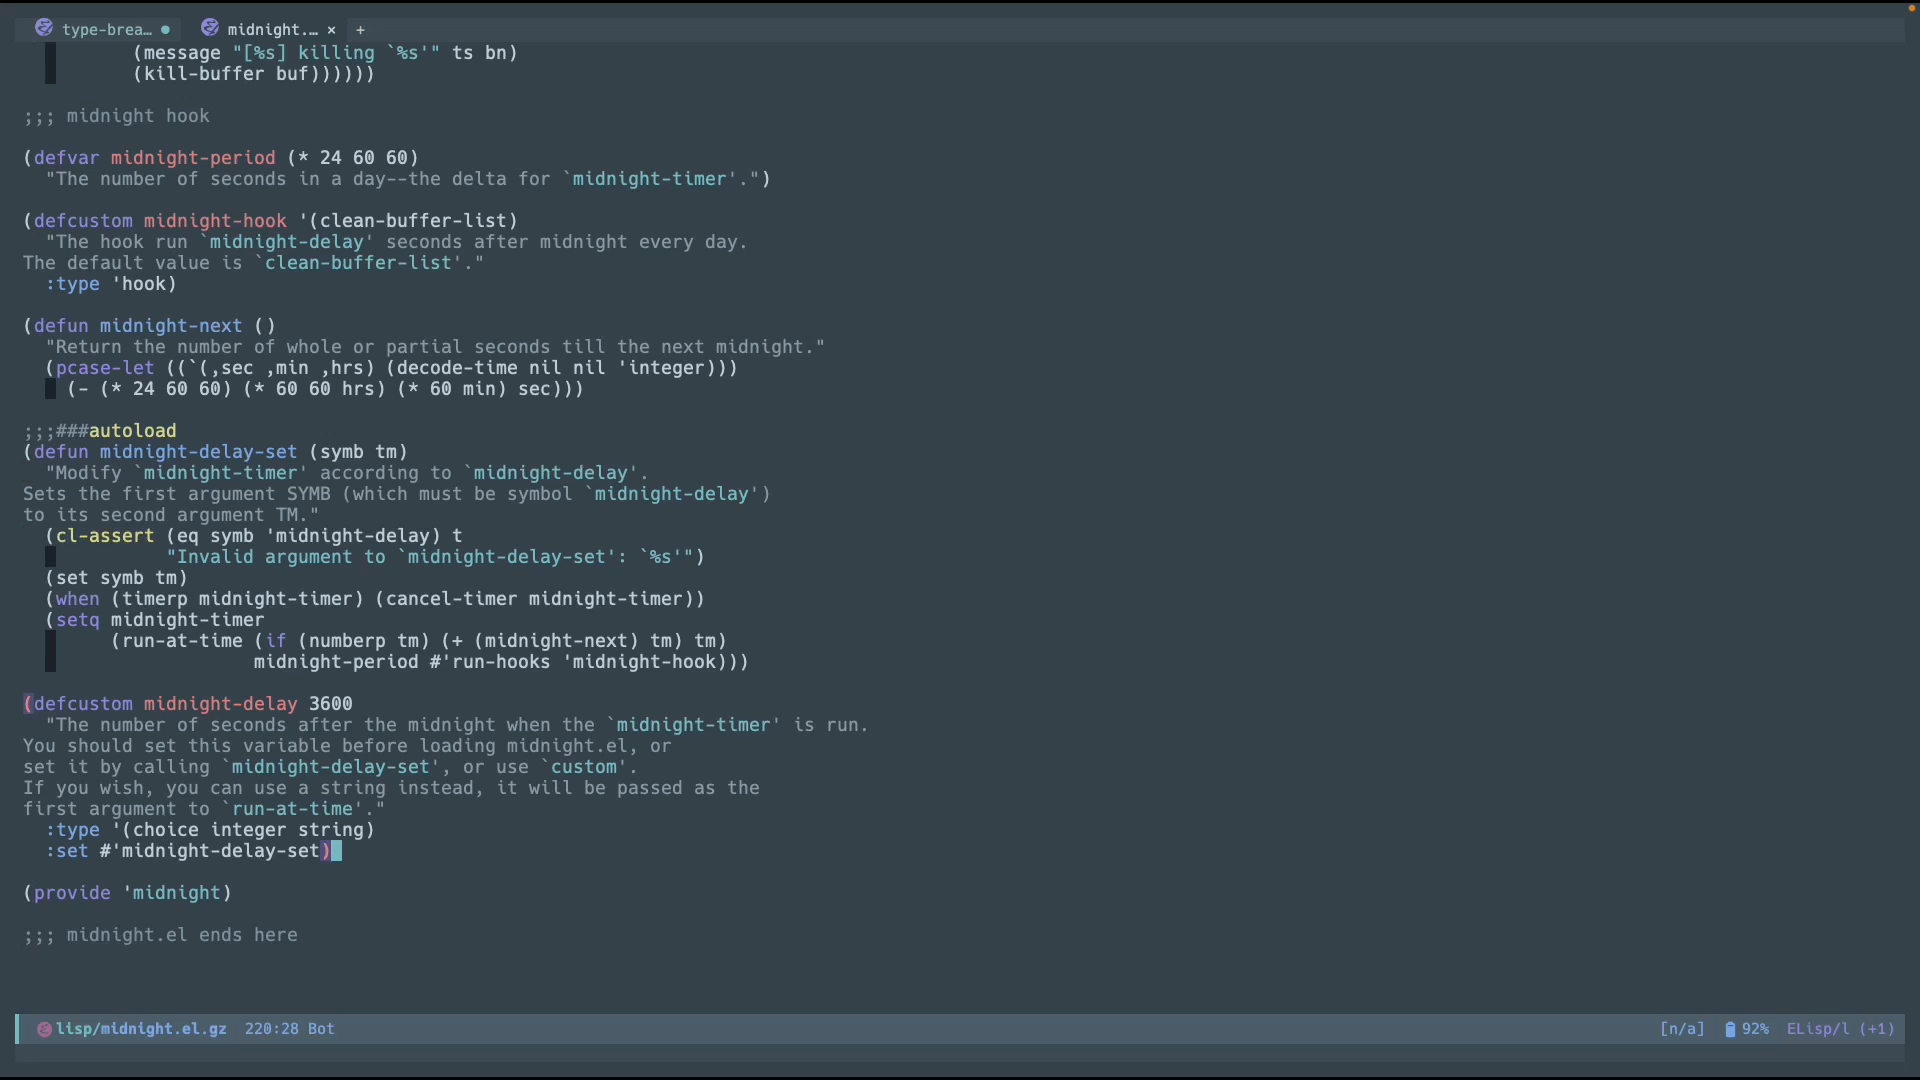 type-brea… ● midnight.… × +
(message "[%s] killing `%s'" ts bn)
(kill-buffer buf))))))
;;; midnight hook
(defvar midnight-period (* 24 60 60)
"The number of seconds in a day--the delta for `midnight-timer'.")
(defcustom midnight-hook '(clean-buffer-list)
"The hook run `midnight-delay' seconds after midnight every day.
The default value is `clean-buffer-list'."
:type 'hook)
(defun midnight-next ()
"Return the number of whole or partial seconds till the next midnight."
(pcase-let ((`(,sec ,min ,hrs) (decode-time nil nil 'integer)))
(- (* 24 60 60) (* 60 60 hrs) (* 60 min) sec)))
;;;###autoload
(defun midnight-delay-set (symb tm)
"Modify `midnight-timer' according to `midnight-delay'.
Sets the first argument SYMB (which must be symbol `midnight-delay')
to its second argument TM."
(cl-assert (eq symb 'midnight-delay) t
"Invalid argument to `midnight-delay-set': `%s'")
(set symb tm)
(when (timerp midnight-timer) (cancel-timer midnight-timer))
(setq midnight-timer
(run-at-time (if (numberp tm) (+ (midnight-next) tm) tm)
midnight-period #'run-hooks 'midnight-hook)))
(defcustom midnight-delay 3600
"The number of seconds after the midnight when the `midnight-timer' is run.
You should set this variable before loading midnight.el, or
set it by calling `midnight-delay-set', or use `custom'.
If you wish, you can use a string instead, it will be passed as the
first argument to `run-at-time'."
:type '(choice integer string)
:set #'midnight-delay-set)
(provide 'midnight)
;;; midnight.el ends here
lisp/midnight.el.gz 220:28 Bot [n/a] 92% ELisp/l (+1)